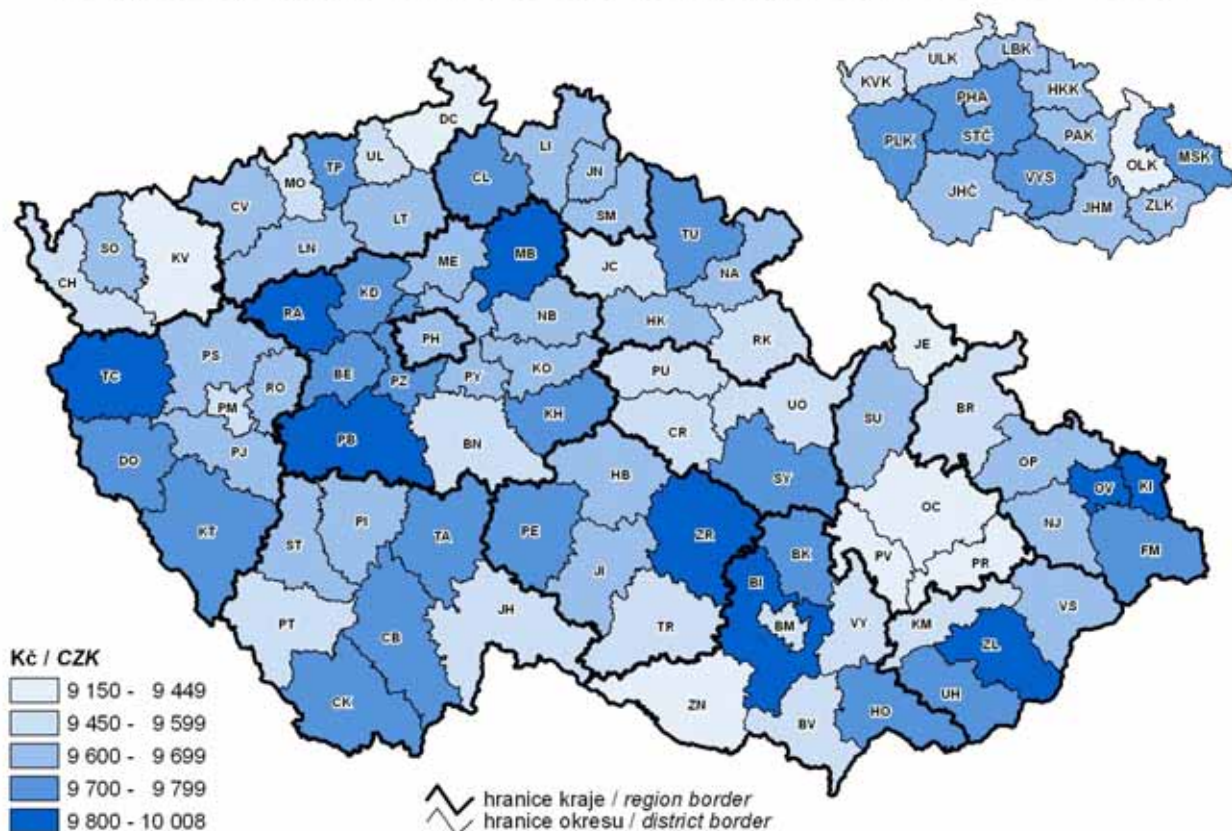 DC
LI
UL
TP
CL
JN
MO
CV
LT
SM
TU
SO
KV
LN
ME
MB
JC
NA
CH
RA
KD
NB
HK
RK
PH
JE
TC
PS
RO
BE
PZ
PY
KO
PU
PM
UO
BR
SU
KH
CR
PB
BN
DO
PJ
OP
OV
KI
HB
SY
KT
ST
PI
TA
PE
ZR
OC
NJ
FM
BK
PV
PR
JI
BI
VS
PT
CB
JH
TR
BM
VY
KM
ZL
CK
ZN
BV
HO
UH
LBK
ULK
KVK
HKK
PHA
PLK
STČ
PAK
OLK
MSK
VYS
JHČ
JHM
ZLK
Kč / CZK
9 150 - 9 449
9 450 - 9 599
9 600 - 9 699
9 700 - 9 799
9 800 - 10 008
hranice kraje / region border
hranice okresu / district border